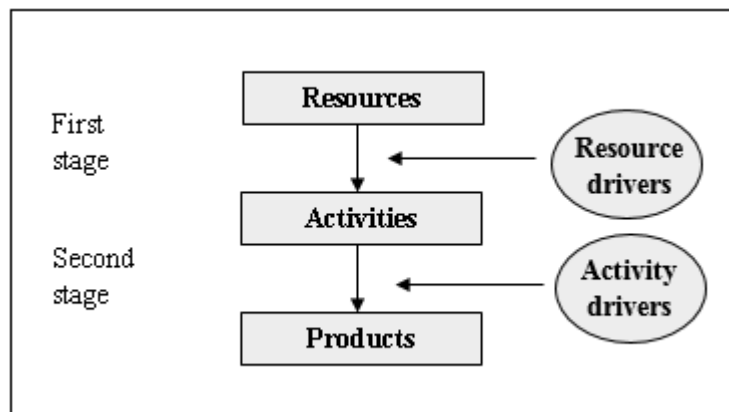 Resources
First
stage
Resource
drivers
Activities
Second
stage
Activity
drivers
Products